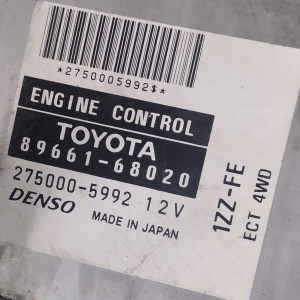 *2750005992$*
ENGINE CONTROL
TOYOTA
89661-68020
275000-5992 12V
DENSO MADE IN JAPAN
1ZZ-FE
ECT 4WD